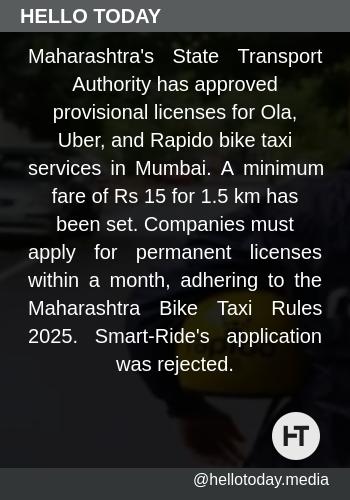 HELLO TODAY
Maharashtra's State Transport
Authority has approved
provisional licenses for Ola,
Uber, and Rapido bike taxi
services in Mumbai. A minimum
fare of Rs 15 for 1.5 km has
been set. Companies must
apply for permanent licenses
within a month, adhering to the
Maharashtra Bike Taxi Rules
2025. Smart-Ride's application
was rejected.
HT
@hellotoday.media